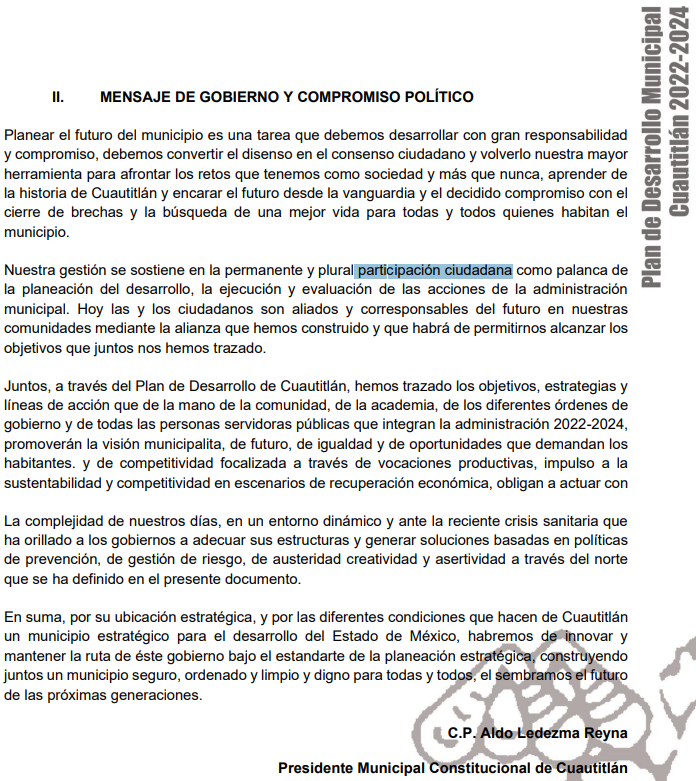 Plan de Desarrollo Municipal
Cuautitlán 2022-2024
II. MENSAJE DE GOBIERNO Y COMPROMISO POLÍTICO
Planear el futuro del municipio es una tarea que debemos desarrollar con gran responsabilidad
y compromiso, debemos convertir el disenso en el consenso ciudadano y volverlo nuestra mayor
herramienta para afrontar los retos que tenemos como sociedad y más que nunca, aprender de
la historia de Cuautitlán y encarar el futuro desde la vanguardia y el decidido compromiso con el
cierre de brechas y la búsqueda de una mejor vida para todas y todos quienes habitan el
municipio.
Nuestra gestión se sostiene en la permanente y plural participación ciudadana como palanca de
la planeación del desarrollo, la ejecución y evaluación de las acciones de la administración
municipal. Hoy las y los ciudadanos son aliados y corresponsables del futuro en nuestras
comunidades mediante la alianza que hemos construido y que habrá de permitirnos alcanzar los
objetivos que juntos nos hemos trazado.
Juntos, a través del Plan de Desarrollo de Cuautitlán, hemos trazado los objetivos, estrategias y
líneas de acción que de la mano de la comunidad, de la academia, de los diferentes órdenes de
gobierno y de todas las personas servidoras públicas que integran la administración 2022-2024,
promoverán la visión municipalita, de futuro, de igualdad y de oportunidades que demandan los
habitantes. y de competitividad focalizada a través de vocaciones productivas, impulso a la
sustentabilidad y competitividad en escenarios de recuperación económica, obligan a actuar con
La complejidad de nuestros días, en un entorno dinámico y ante la reciente crisis sanitaria que
ha orillado a los gobiernos a adecuar sus estructuras y generar soluciones basadas en políticas
de prevención, de gestión de riesgo, de austeridad creatividad y asertividad a través del norte
que se ha definido en el presente documento.
En suma, por su ubicación estratégica, y por las diferentes condiciones que hacen de Cuautitlán
un municipio estratégico para el desarrollo del Estado de México, habremos de innovar y
mantener la ruta de éste gobierno bajo el estandarte de la planeación estratégica, construyendo
juntos un municipio seguro, ordenado y limpio y digno para todas y todos, el sembramos el futuro
de las próximas generaciones.
C.P. Aldo Ledezma Reyna
Presidente Municipal Constitucional de Cuautitlán